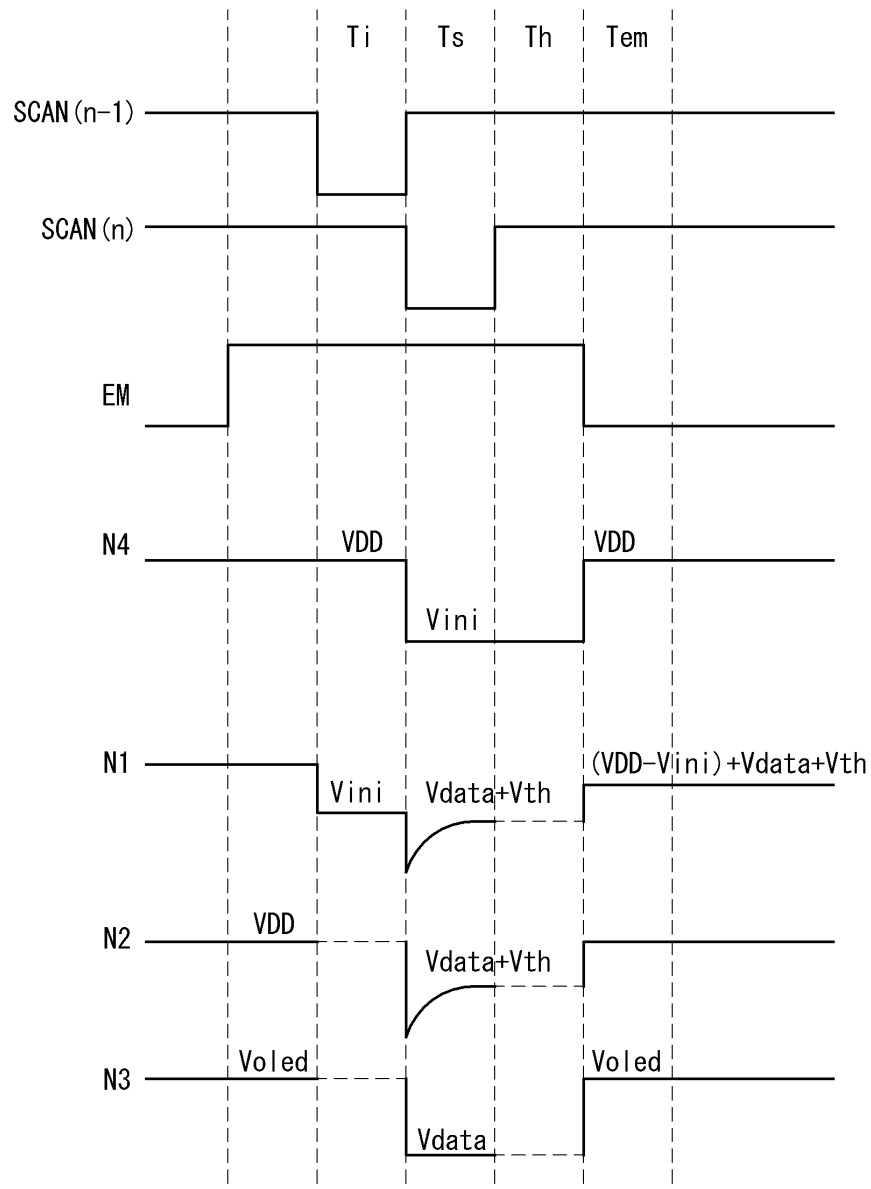 Ti Ts Th Tem
SCAN(n-1)
SCAN(n)
EM
N4 VDD VDD
Vini
N1 (VDD-Vini)+Vdata+Vth
Vini Vdata+Vth
N2 VDD
Vdata+Vth
N3 Voled Voled
Vdata